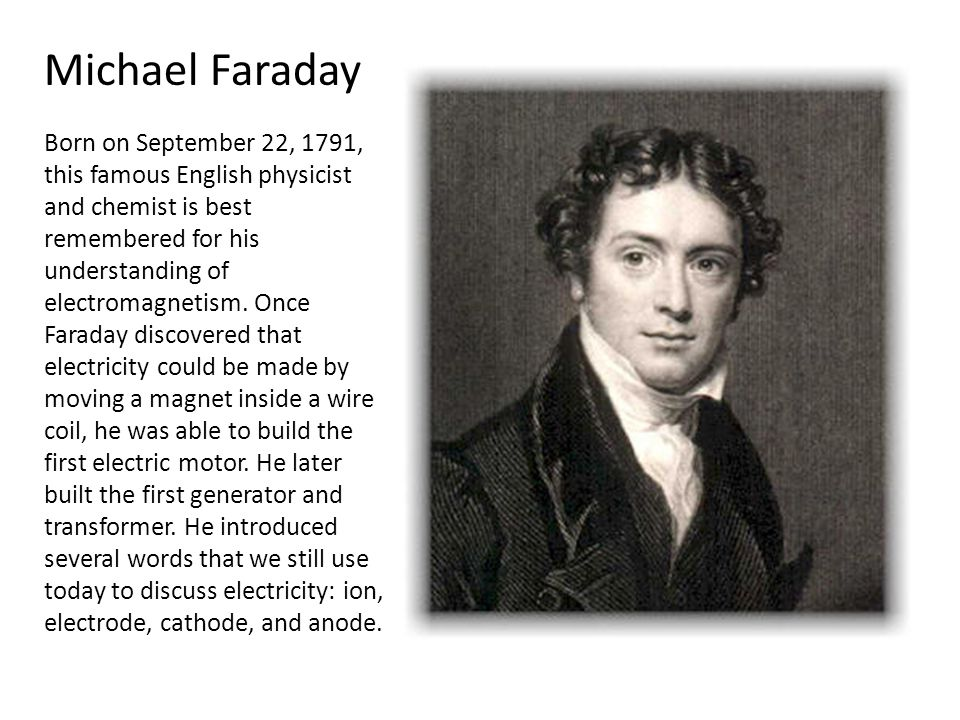 Michael Faraday
Born on September 22, 1791,
this famous English physicist
and chemist is best
remembered for his
understanding of
electromagnetism. Once
Faraday discovered that
electricity could be made by
moving a magnet inside a wire
coil, he was able to build the
first electric motor. He later
built the first generator and
transformer. He introduced
several words that we still use
today to discuss electricity: ion,
electrode, cathode, and anode.